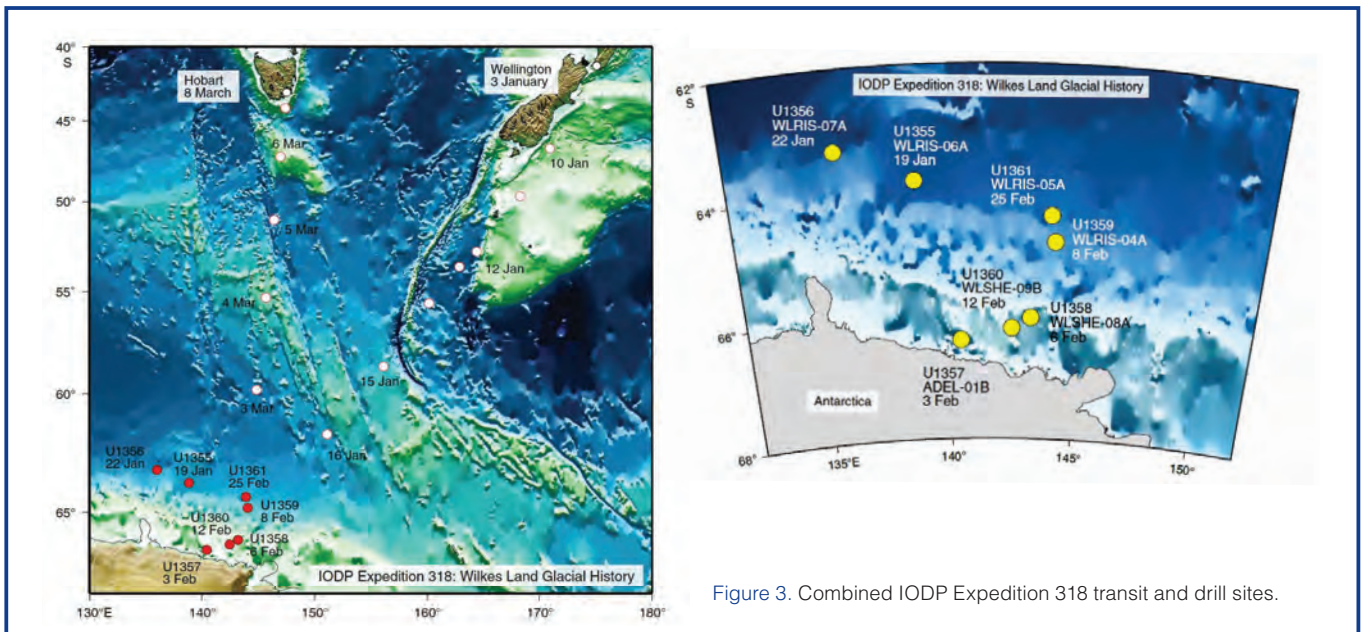 40°
S
45°
50°
55°
60°
65°
130°E
140°
150°
160°
170°
180°
Hobart
8 March
Wellington
3 January
6 Mar
10 Jan
5 Mar
12 Jan
4 Mar
15 Jan
3 Mar
16 Jan
U1356
22 Jan
U1355
19 Jan
U1361
25 Feb
U1359
8 Feb
U1360
12 Feb
U1358
6 Feb
U1357
3 Feb
IODP Expedition 318: Wilkes Land Glacial History
IODP Expedition 318: Wilkes Land Glacial History
62°
S
64°
66°
68°
135°E
140°
145°
150°
U1356
WLRIS-07A
22 Jan
U1355
WLRIS-06A
19 Jan
U1361
WLRIS-05A
25 Feb
U1359
WLRIS-04A
8 Feb
U1360
WLSHE-09B
12 Feb
U1358
WLSHE-08A
6 Feb
U1357
ADEL-01B
3 Feb
Antarctica
Figure 3. Combined IODP Expedition 318 transit and drill sites.